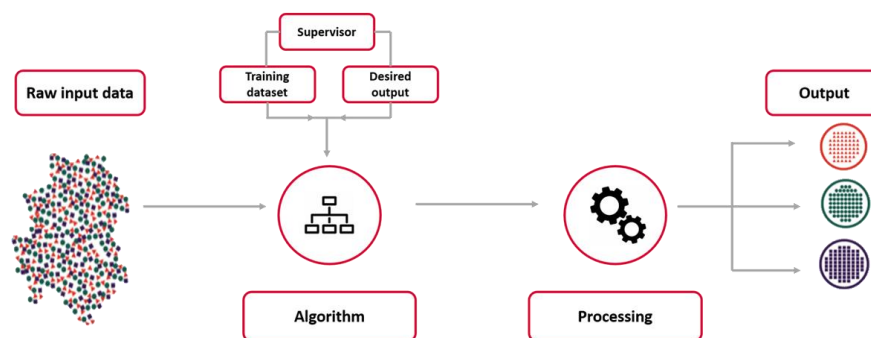 Supervisor
Raw input data
Training
dataset
Desired
output
Output
Algorithm
Processing